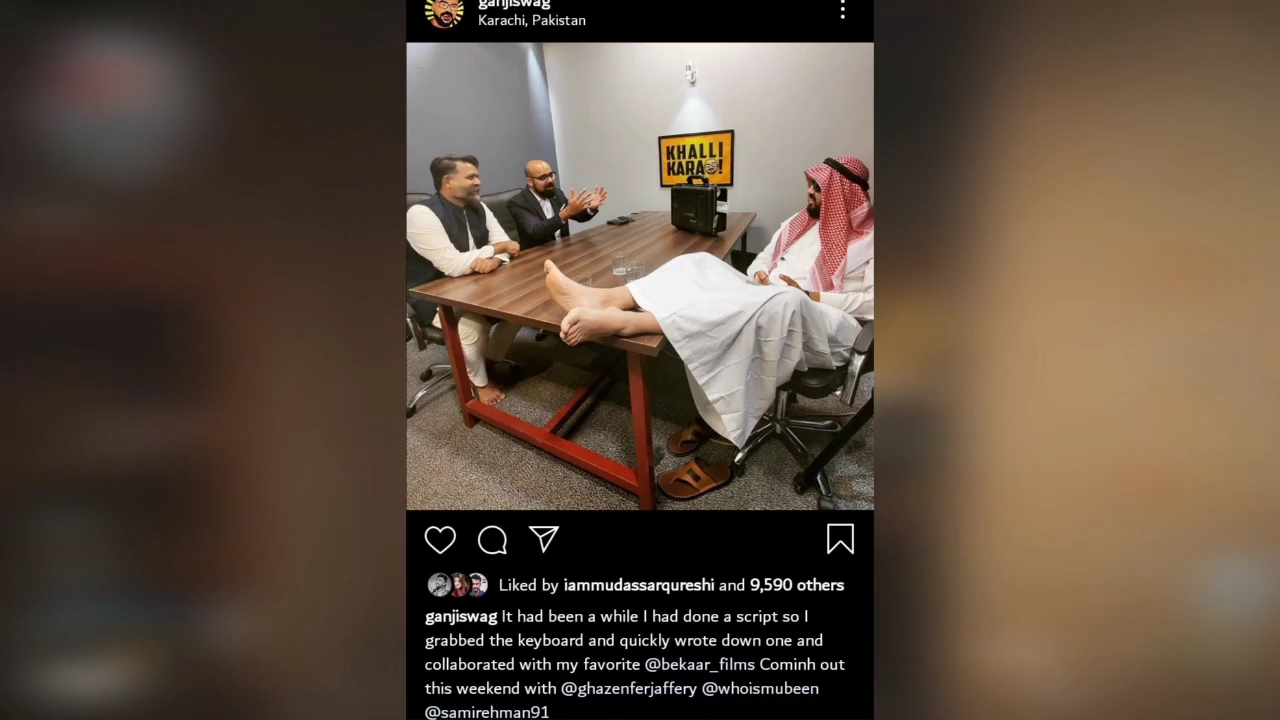 ganjiswag
Karachi, Pakistan
KHALLI
KARAO!
Liked by iammudassarqureshi and 9,590 others
ganjiswag It had been a while I had done a script so I
grabbed the keyboard and quickly wrote down one and
collaborated with my favorite @bekaar_films Cominh out
this weekend with @ghazenferjaffery @whoismubeen
@samirehman91